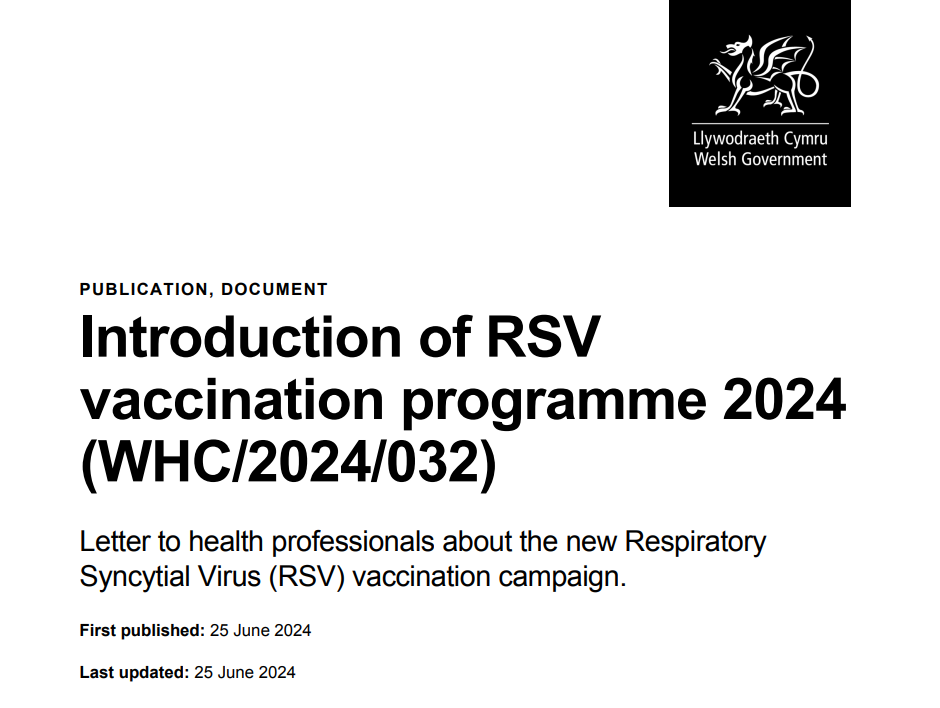 Llywodraeth Cymru
Welsh Government
PUBLICATION, DOCUMENT
Introduction of RSV
vaccination programme 2024
(WHC/2024/032)
Letter to health professionals about the new Respiratory
Syncytial Virus (RSV) vaccination campaign.
First published: 25 June 2024
Last updated: 25 June 2024